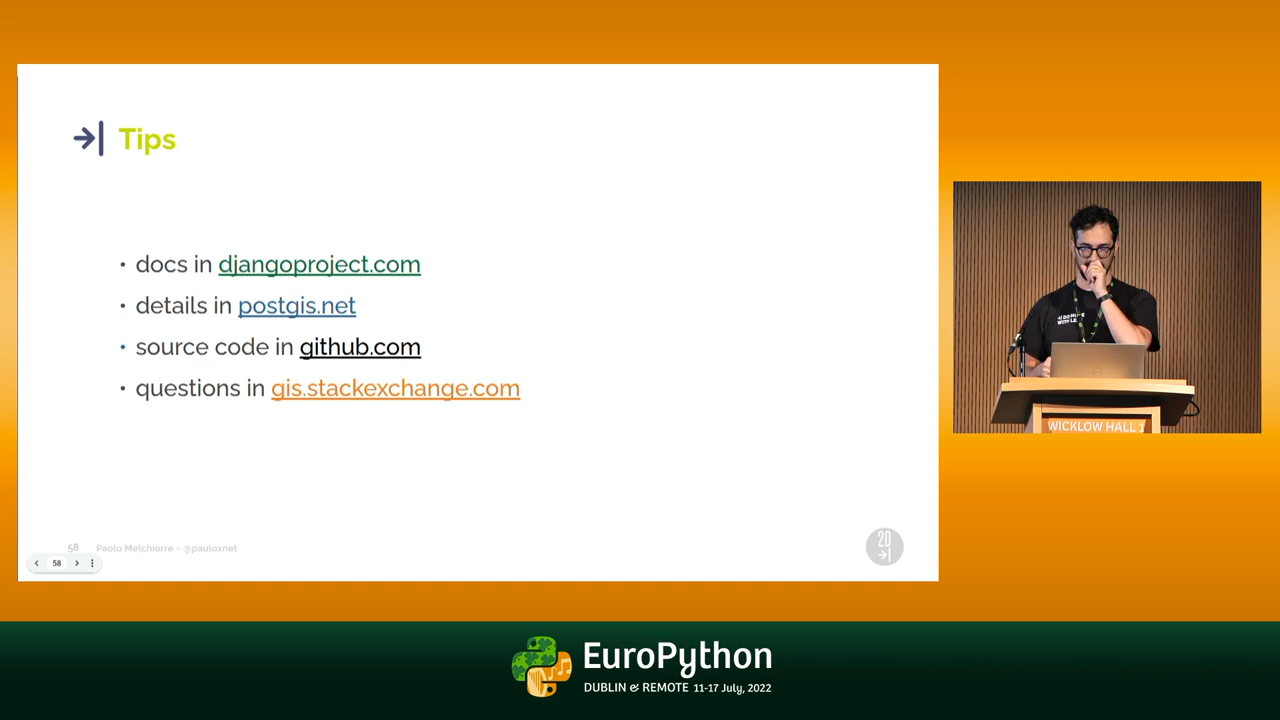 Tips
• docs in djangoproject.com
• details in postgis.net
• source code in github.com
• questions in gis.stackexchange.com
58 Paolo Melchiorre – @pauloxnet
58
20
WICKLOW HALL 1
EuroPython
DUBLIN & REMOTE 11-17 July, 2022